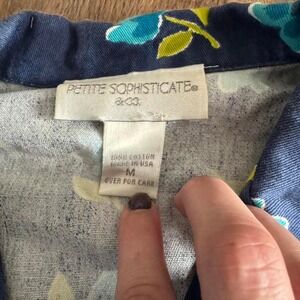 PETITE SOPHISTICATE®
& CO.
100% COTTON
MADE IN USA
M
OVER FOR CARE